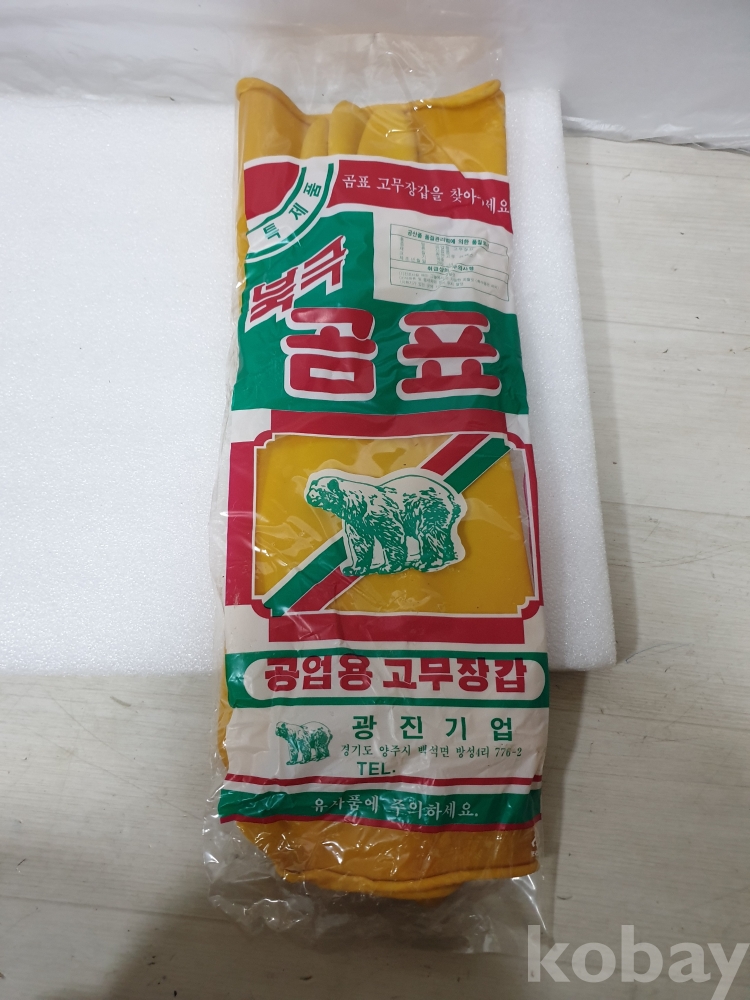 특제품
곰표 고무장갑을 찾아 세요
북극
곰표
공업용 고무장갑
광진기업
경기도 양주시 백석면 방성4리 776-2
TEL.
유사품에 주의하세요.
kobay